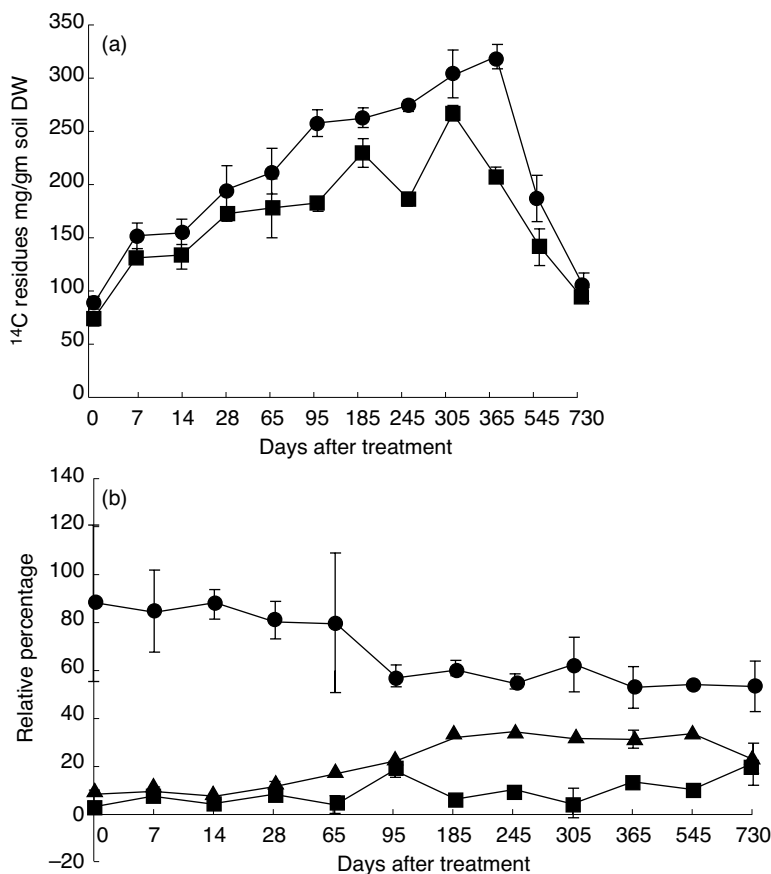 (a)
350
300
250
200
150
100
50
0
¹⁴C residues mg/gm soil DW
0 7 14 28 65 95 185 245 305 365 545 730
Days after treatment
(b)
140
120
100
80
60
40
20
0
–20
Relative percentage
0 7 14 28 65 95 185 245 305 365 545 730
Days after treatment